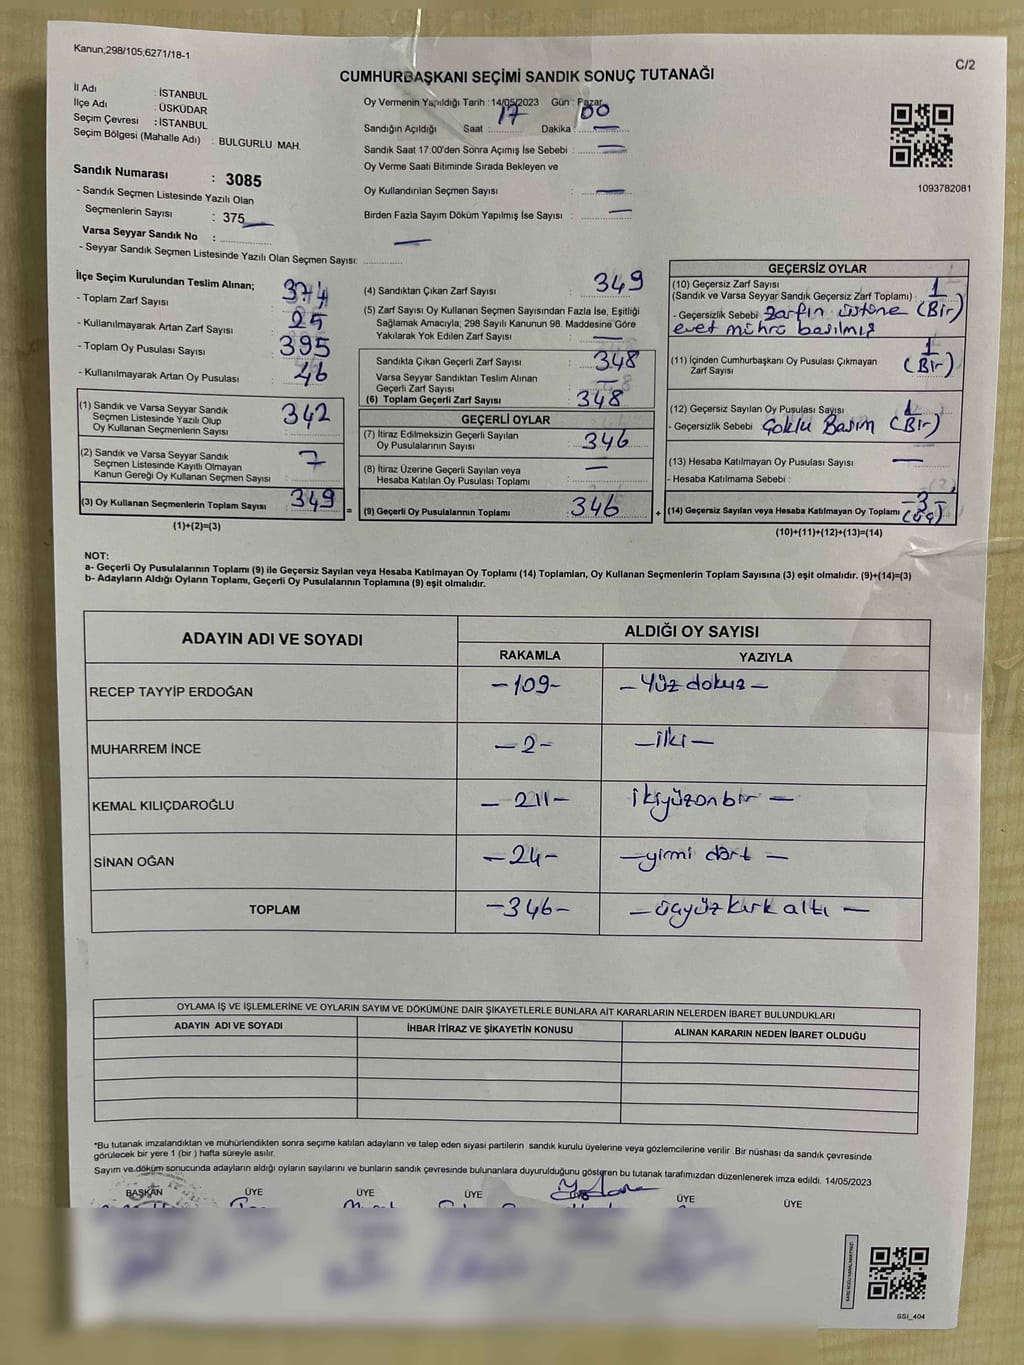 Kanun;298/105;6271/18-1
C/2
CUMHURBAŞKANI SEÇİMİ SANDIK SONUÇ TUTANAĞI
İl Adı : İSTANBUL
İlçe Adı : ÜSKÜDAR
Seçim Çevresi : İSTANBUL
Seçim Bölgesi (Mahalle Adı) : BULGURLU MAH.
Oy Vermenin Yapıldığı Tarih : 14/05/2023 Gün : Pazar
Sandığın Açıldığı Saat : 17 Dakika : 00
Sandık Saat 17:00'den Sonra Açımış İse Sebebi : —
Oy Verme Saati Bitiminde Sırada Bekleyen ve
Oy Kullandırılan Seçmen Sayısı : —
Birden Fazla Sayım Döküm Yapılmış İse Sayısı : —
1093782081
Sandık Numarası : 3085
- Sandık Seçmen Listesinde Yazılı Olan
Seçmenlerin Sayısı : 375
Varsa Seyyar Sandık No :
- Seyyar Sandık Seçmen Listesinde Yazılı Olan Seçmen Sayısı: —
İlçe Seçim Kurulundan Teslim Alınan;
- Toplam Zarf Sayısı : 374
- Kullanılmayarak Artan Zarf Sayısı : 25
- Toplam Oy Pusulası Sayısı : 395
- Kullanılmayarak Artan Oy Pusulası : 46
(1) Sandık ve Varsa Seyyar Sandık
Seçmen Listesinde Yazılı Olup
Oy Kullanan Seçmenlerin Sayısı : 342
(2) Sandık ve Varsa Seyyar Sandık
Seçmen Listesinde Kayıtlı Olmayan
Kanun Gereği Oy Kullanan Seçmen Sayısı : 7
(3) Oy Kullanan Seçmenlerin Toplam Sayısı : 349
(1)+(2)=(3)
(4) Sandıktan Çıkan Zarf Sayısı : 349
(5) Zarf Sayısı Oy Kullanan Seçmen Sayısından Fazla İse, Eşitliği
Sağlamak Amacıyla; 298 Sayılı Kanunun 98. Maddesine Göre
Yakılarak Yok Edilen Zarf Sayısı : —
Sandıkta Çıkan Geçerli Zarf Sayısı : 348
Varsa Seyyar Sandıktan Teslim Alınan
Geçerli Zarf Sayısı : —
(6) Toplam Geçerli Zarf Sayısı : 348
GEÇERLİ OYLAR
(7) İtiraz Edilmeksizin Geçerli Sayılan
Oy Pusulalarının Sayısı : 346
(8) İtiraz Üzerine Geçerli Sayılan veya
Hesaba Katılan Oy Pusulası Toplamı : —
= (9) Geçerli Oy Pusulalarının Toplamı : 346
GEÇERSİZ OYLAR
(10) Geçersiz Zarf Sayısı
(Sandık ve Varsa Seyyar Sandık Geçersiz Zarf Toplamı) : 1
- Geçersizlik Sebebi Zarfın üstüne (Bir)
evet mührü basılmış
(11) İçinden Cumhurbaşkanı Oy Pusulası Çıkmayan
Zarf Sayısı : 1 (Bir)
(12) Geçersiz Sayılan Oy Pusulası Sayısı : 1
- Geçersizlik Sebebi Çoklu Basım (Bir)
(13) Hesaba Katılmayan Oy Pusulası Sayısı : —
- Hesaba Katılmama Sebebi :
+ (14) Geçersiz Sayılan veya Hesaba Katılmayan Oy Toplamı : -3- (üç)
(10)+(11)+(12)+(13)=(14)
NOT:
a- Geçerli Oy Pusulalarının Toplamı (9) ile Geçersiz Sayılan veya Hesaba Katılmayan Oy Toplamı (14) Toplamları, Oy Kullanan Seçmenlerin Toplam Sayısına (3) eşit olmalıdır. (9)+(14)=(3)
b- Adayların Aldığı Oyların Toplamı, Geçerli Oy Pusulalarının Toplamına (9) eşit olmalıdır.
ADAYIN ADI VE SOYADI ALDIĞI OY SAYISI
RAKAMLA YAZIYLA
RECEP TAYYİP ERDOĞAN -109- -Yüz dokuz-
MUHARREM İNCE -2- -iki-
KEMAL KILIÇDAROĞLU -211- ikiyüzonbir -
SİNAN OĞAN -24- -yirmi dört-
TOPLAM -346- -üçyüz kırk altı-
OYLAMA İŞ VE İŞLEMLERİNE VE OYLARIN SAYIM VE DÖKÜMÜNE DAİR ŞİKAYETLERLE BUNLARA AİT KARARLARIN NELERDEN İBARET BULUNDUKLARI
ADAYIN ADI VE SOYADI İHBAR İTİRAZ VE ŞİKAYETİN KONUSU ALINAN KARARIN NEDEN İBARET OLDUĞU
*Bu tutanak imzalandıktan ve mühürlendikten sonra seçime katılan adayların ve talep eden siyasi partilerin sandık kurulu üyelerine veya gözlemcilerine verilir .Bir nüshası da sandık çevresinde
görülecek bir yere 1 (bir ) hafta süreyle asılır.
Sayım ve döküm sonucunda adayların aldığı oyların sayılarını ve bunların sandık çevresinde bulunanlara duyurulduğunu gösteren bu tutanak tarafımızdan düzenlenerek imza edildi. 14/05/2023
BAŞKAN ÜYE ÜYE ÜYE ÜYE ÜYE
SSI_404